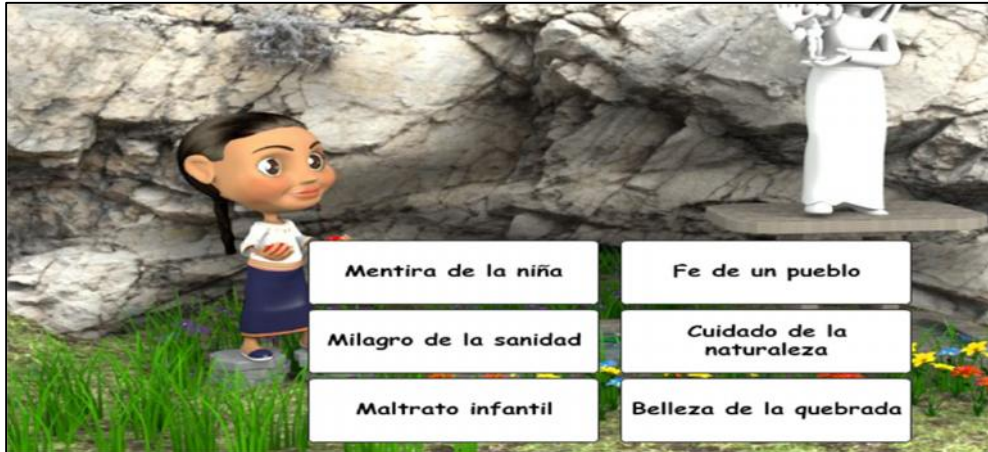 Mentira de la niña
Fe de un pueblo
Milagro de la sanidad
Cuidado de la
naturaleza
Maltrato infantil
Belleza de la quebrada